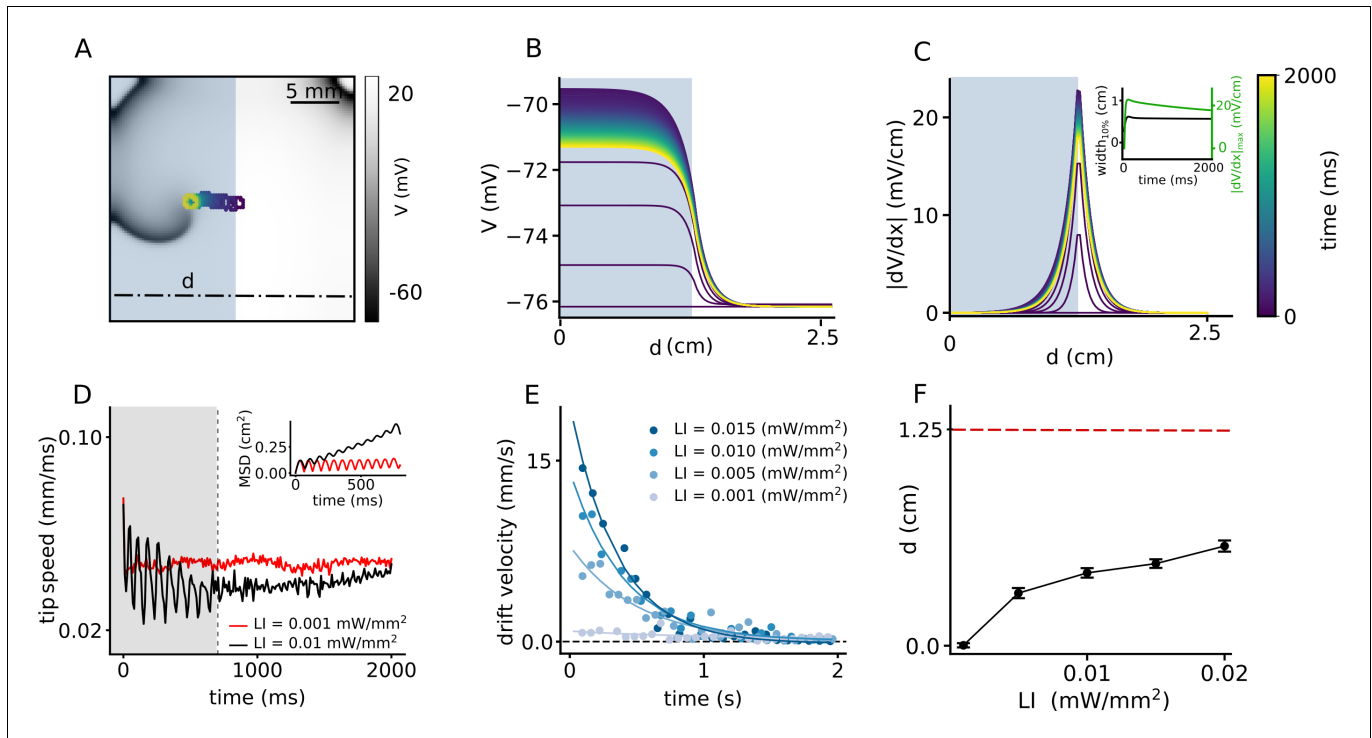 A
5 mm
d
20
V (mV)
-60
B
−70
−72
−74
−76
V (mV)
0
2.5
d (cm)
C
20
10
0
|dV/dx| (mV/cm)
0
2.5
d (cm)
1
0
width10% (cm)
20
0
|dV/dx|max (mV/cm)
0
2000
time (ms)
2000
0
time (ms)
D
0.10
0.02
tip speed (mm/ms)
0
1000
2000
time (ms)
MSD (cm²)
0.25
0.00
0
500
time (ms)
LI = 0.001 mW/mm²
LI = 0.01 mW/mm²
E
15
0.0
drift velocity (mm/s)
0
1
2
time (s)
LI = 0.015 (mW/mm²)
LI = 0.010 (mW/mm²)
LI = 0.005 (mW/mm²)
LI = 0.001 (mW/mm²)
F
1.25
0.0
d (cm)
0.01
0.02
LI (mW/mm²)